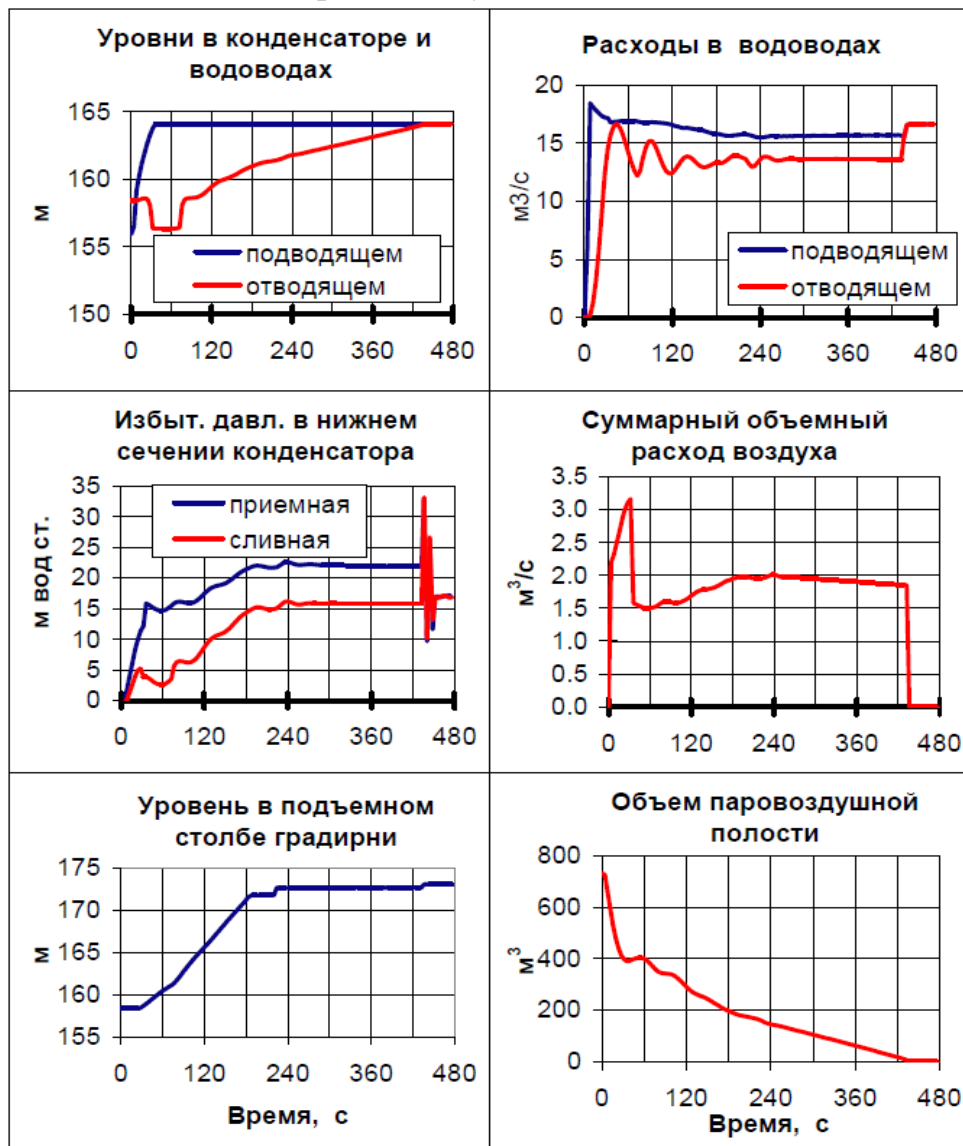 Уровни в конденсаторе и
водоводах
165
160
155
150
м
подводящем
отводящем
0 120 240 360 480
Расходы в водоводах
20
15
10
5
0
м3/с
подводящем
отводящем
0 120 240 360 480
Избыт. давл. в нижнем
сечении конденсатора
35
30
25
20
15
10
5
0
м вод ст.
приемная
сливная
0 120 240 360 480
Суммарный объемный
расход воздуха
3.5
3.0
2.5
2.0
1.5
1.0
0.5
0.0
м³/с
0 120 240 360 480
Уровень в подъемном
столбе градирни
175
170
165
160
155
м
0 120 240 360 480
Время, с
Объем паровоздушной
полости
800
600
400
200
0
м³
0 120 240 360 480
Время, с